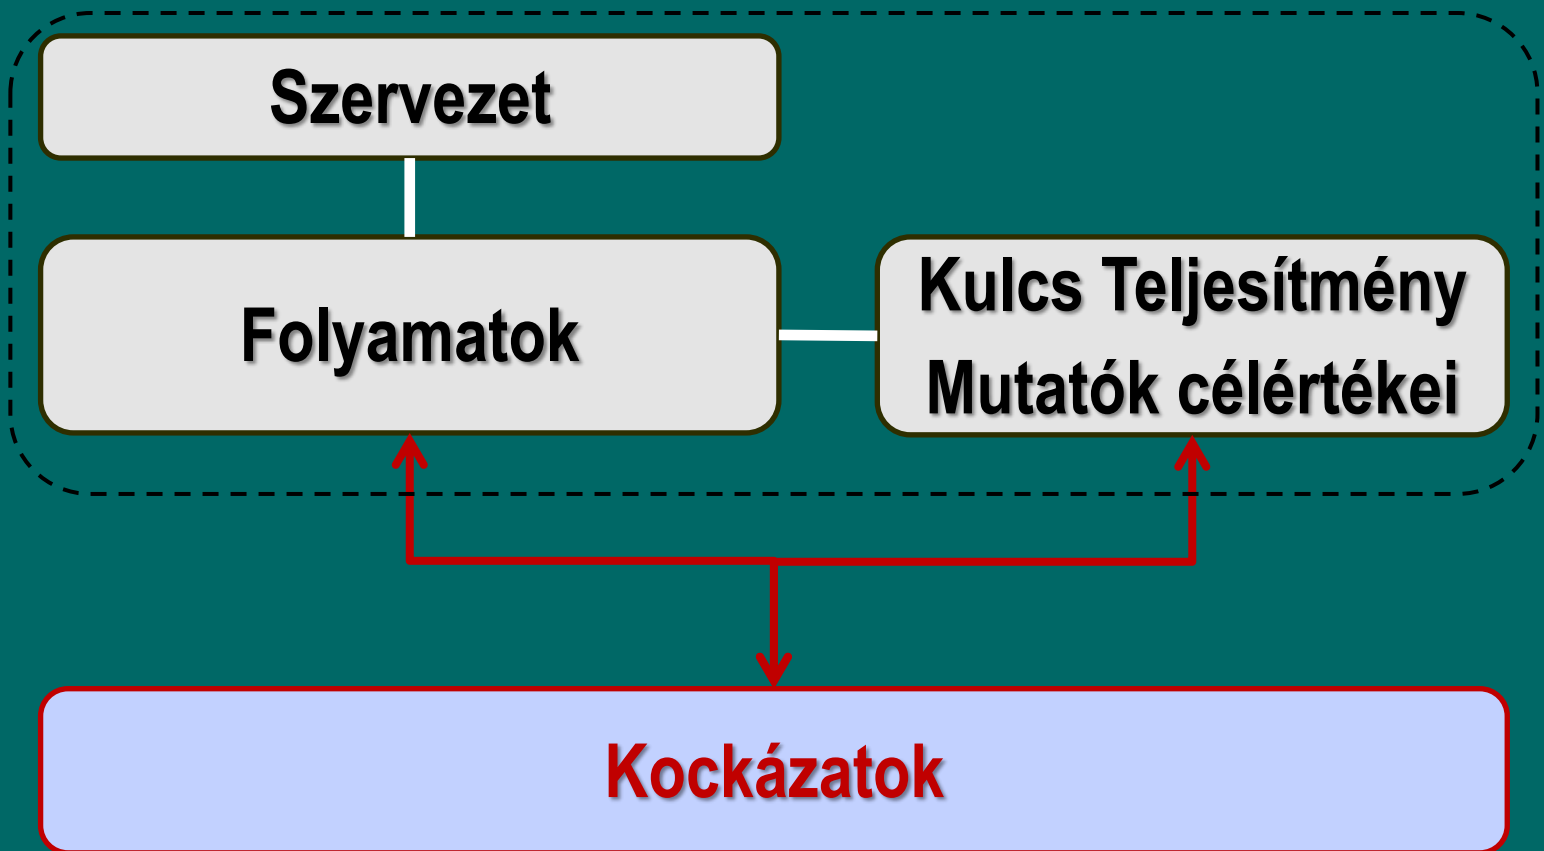 Szervezet
Folyamatok
Kulcs Teljesítmény
Mutatók célértékei
Kockázatok